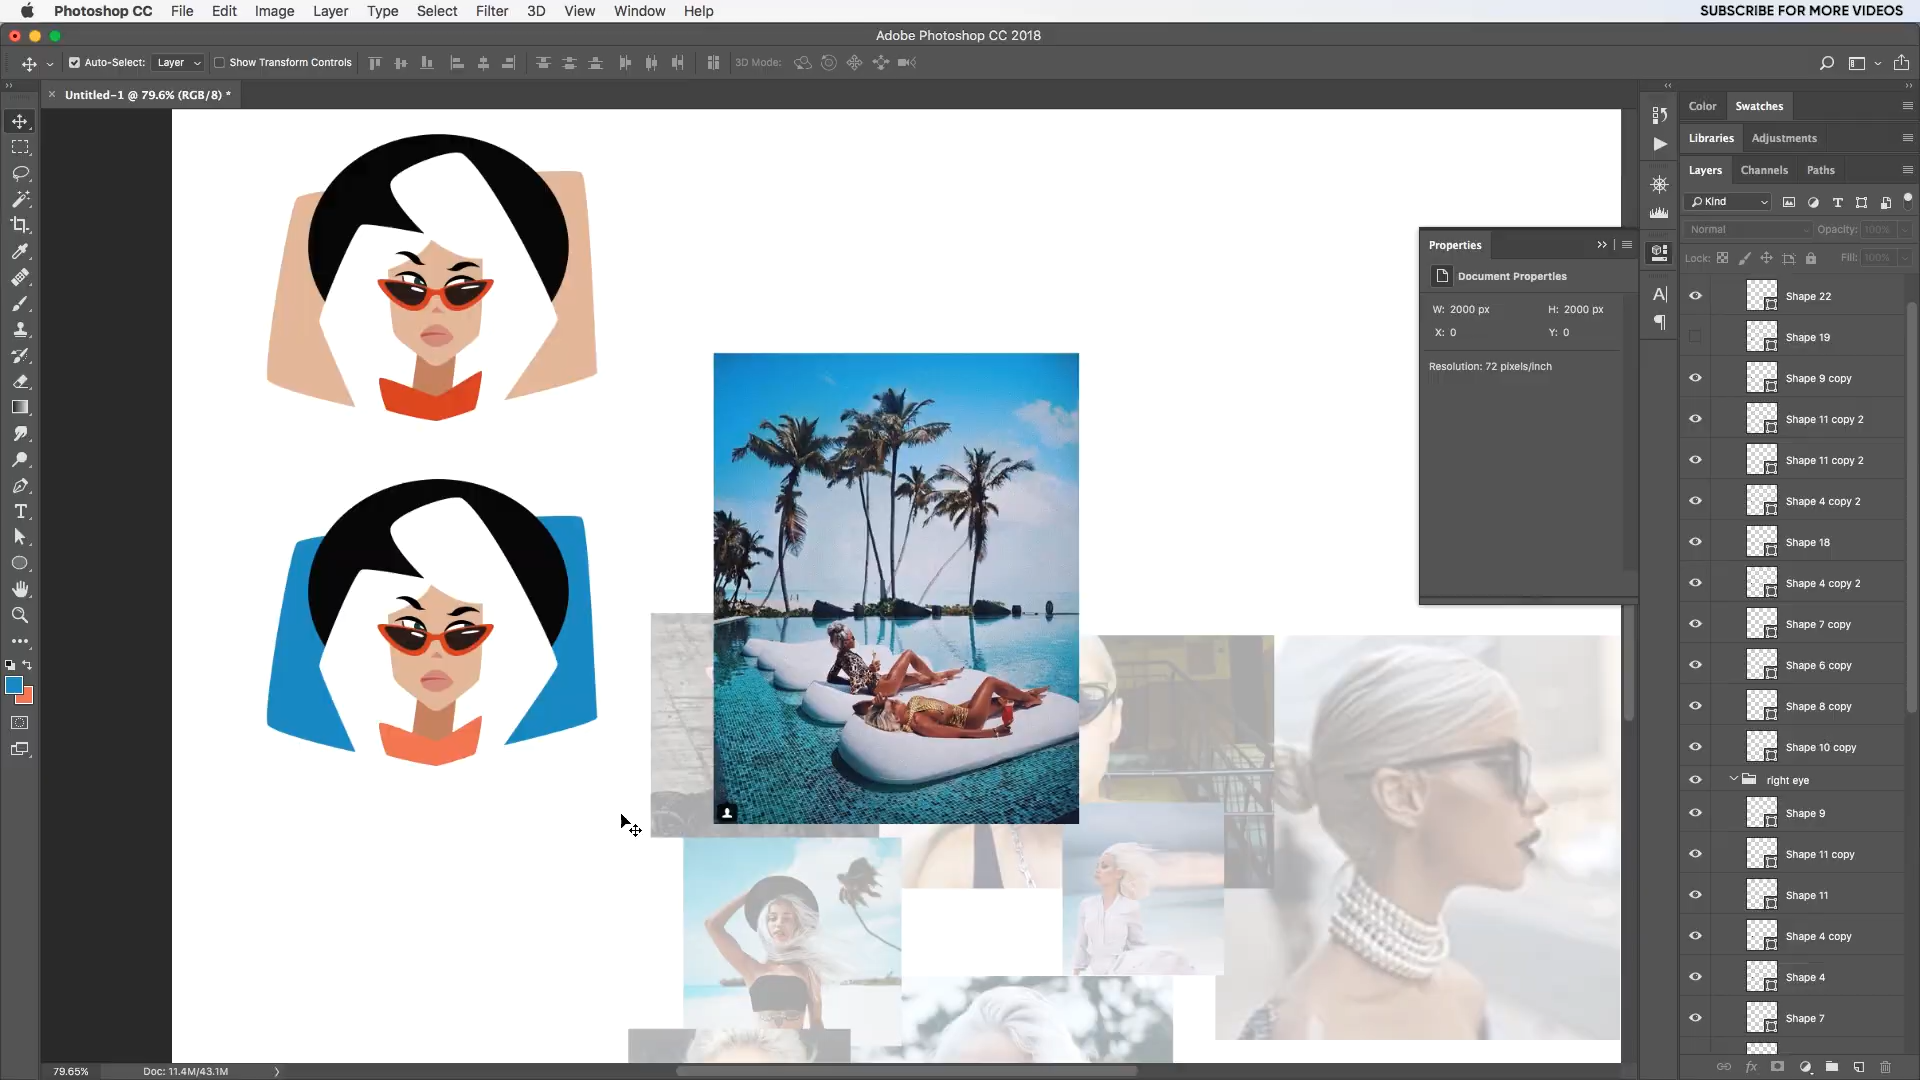 Photoshop CC File Edit Image Layer Type Select Filter 3D View Window Help SUBSCRIBE FOR MORE VIDEOS
Adobe Photoshop CC 2018
Auto-Select: Layer Show Transform Controls 3D Mode:
Untitled-1 @ 79.6% (RGB/8) *
Color Swatches
Libraries Adjustments
Layers Channels Paths
Kind
Normal Opacity: 100%
Lock: Fill: 100%
Properties
Document Properties
W: 2000 px H: 2000 px
X: 0 Y: 0
Resolution: 72 pixels/inch
Shape 22
Shape 19
Shape 9 copy
Shape 11 copy 2
Shape 11 copy 2
Shape 4 copy 2
Shape 18
Shape 4 copy 2
Shape 7 copy
Shape 6 copy
Shape 8 copy
Shape 10 copy
right eye
Shape 9
Shape 11 copy
Shape 11
Shape 4 copy
Shape 4
Shape 7
79.65% Doc: 11.4M/43.1M